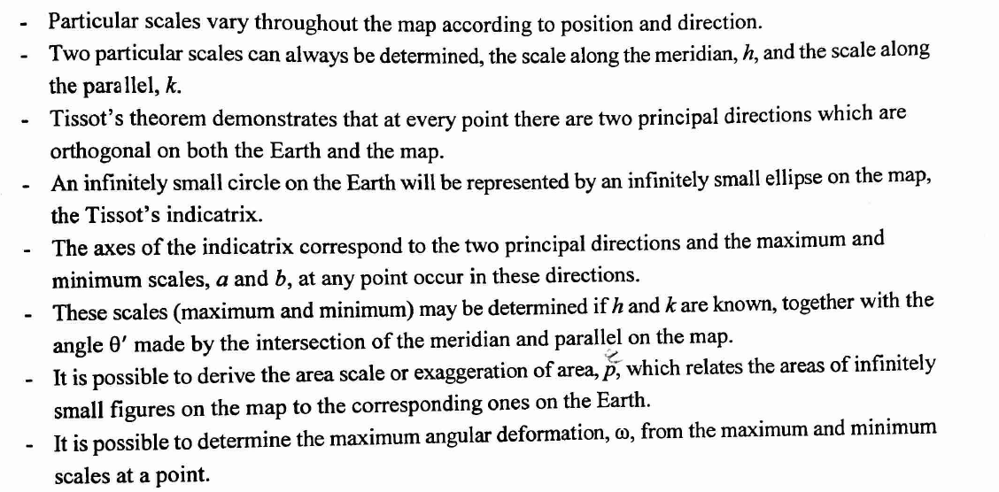 - Particular scales vary throughout the map according to position and direction.
- Two particular scales can always be determined, the scale along the meridian, h, and the scale along
the parallel, k.
- Tissot's theorem demonstrates that at every point there are two principal directions which are
orthogonal on both the Earth and the map.
- An infinitely small circle on the Earth will be represented by an infinitely small ellipse on the map,
the Tissot's indicatrix.
- The axes of the indicatrix correspond to the two principal directions and the maximum and
minimum scales, a and b, at any point occur in these directions.
- These scales (maximum and minimum) may be determined if h and k are known, together with the
angle θ′ made by the intersection of the meridian and parallel on the map.
- It is possible to derive the area scale or exaggeration of area, p, which relates the areas of infinitely
small figures on the map to the corresponding ones on the Earth.
- It is possible to determine the maximum angular deformation, ω, from the maximum and minimum
scales at a point.